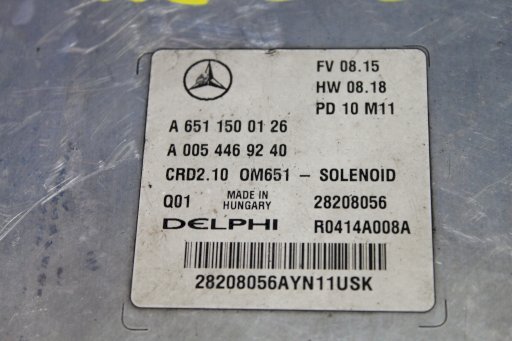 FV 08.15
HW 08.18
PD 10 M11
A 651 150 01 26
A 005 446 92 40
CRD2.10 OM651 - SOLENOID
Q01 MADE IN HUNGARY 28208056
DELPHI R0414A008A
28208056AYN11USK